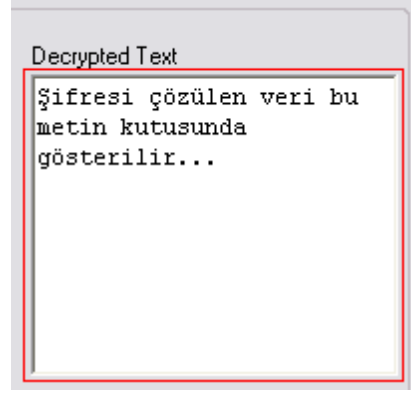 Decrypted Text
Şifresi çözülen veri bu
metin kutusunda
gösterilir...